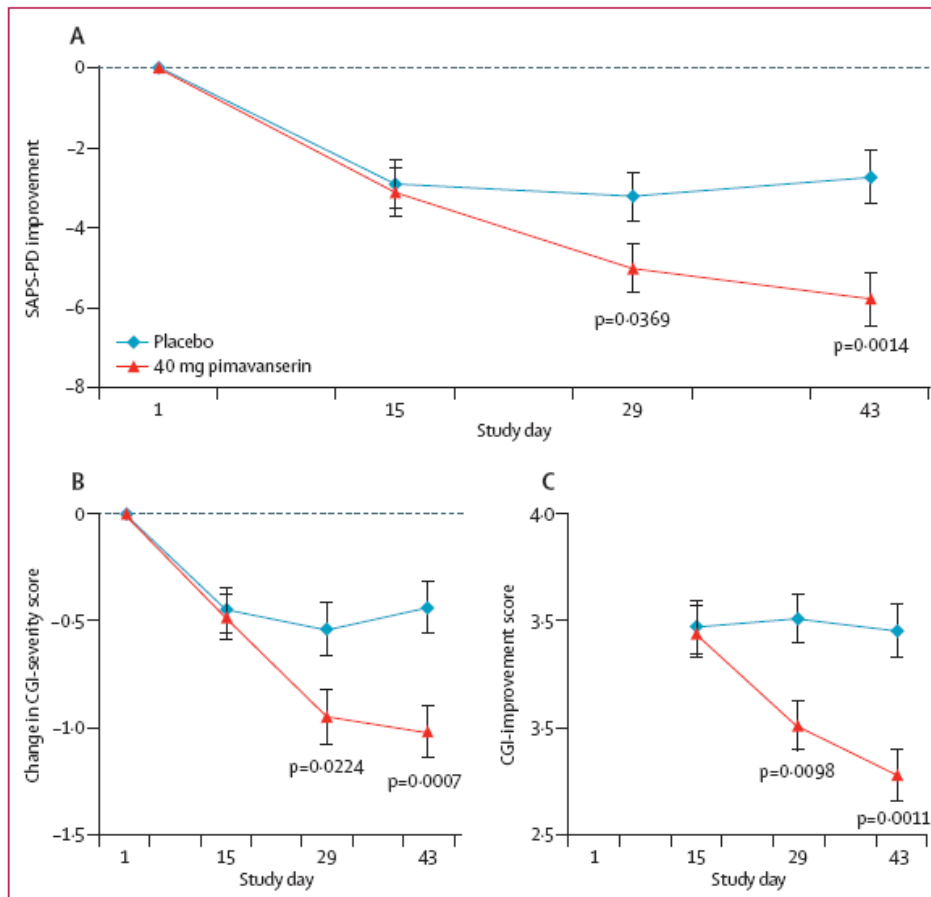 A
0
−2
−4
−6
−8
SAPS-PD improvement
p=0·0369
p=0·0014
Placebo
40 mg pimavanserin
1 15 29 43
Study day
B
0
−0·5
−1·0
−1·5
Change in CGI-severity score
p=0·0224
p=0·0007
1 15 29 43
Study day
C
4·0
3·5
3·5
2·5
CGI-improvement score
p=0·0098
p=0·0011
1 15 29 43
Study day